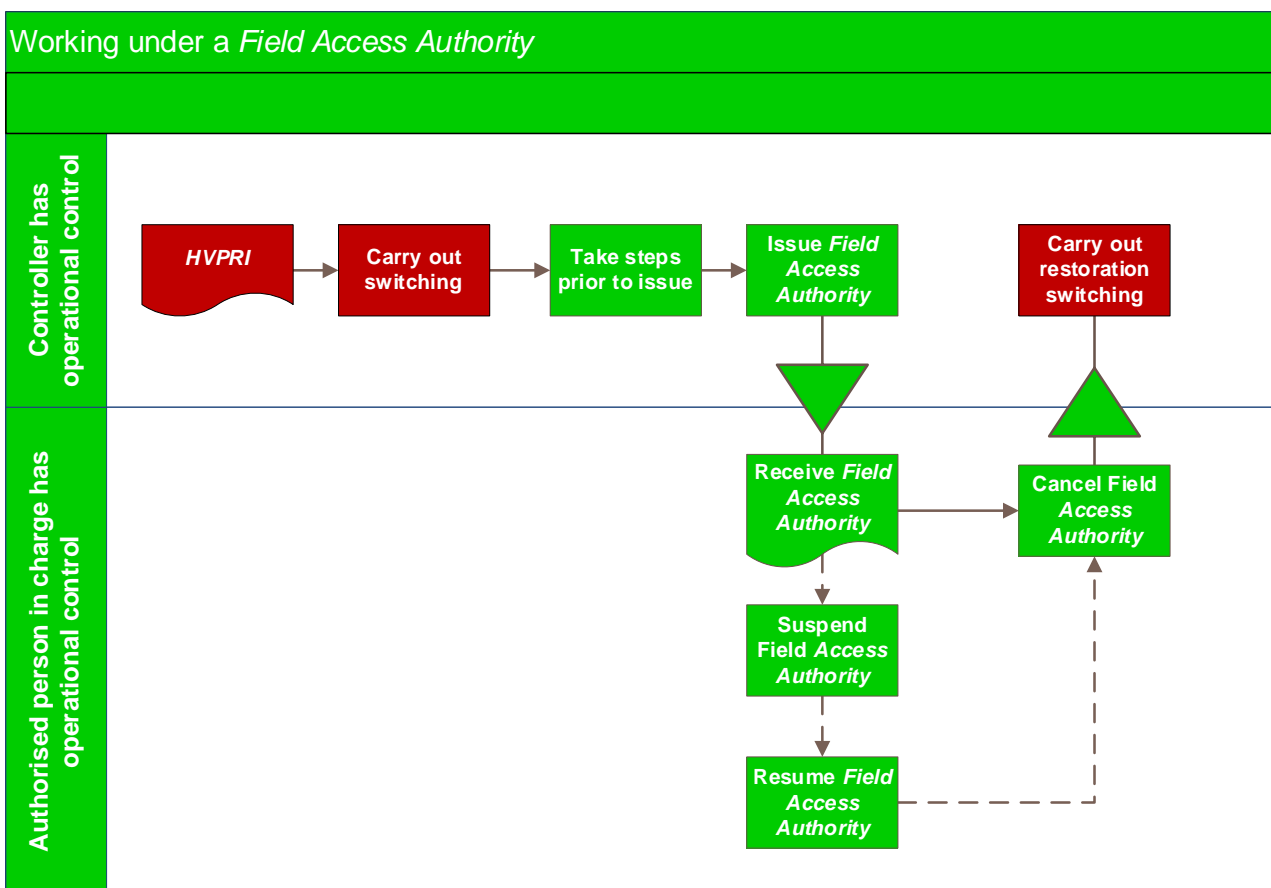 Working under a Field Access Authority
Controller has
operational control
HVPRI
Carry out
switching
Take steps
prior to issue
Issue Field
Access
Authority
Carry out
restoration
switching
Authorised person in charge has
operational control
Receive Field
Access
Authority
Cancel Field
Access
Authority
Suspend
Field Access
Authority
Resume Field
Access
Authority